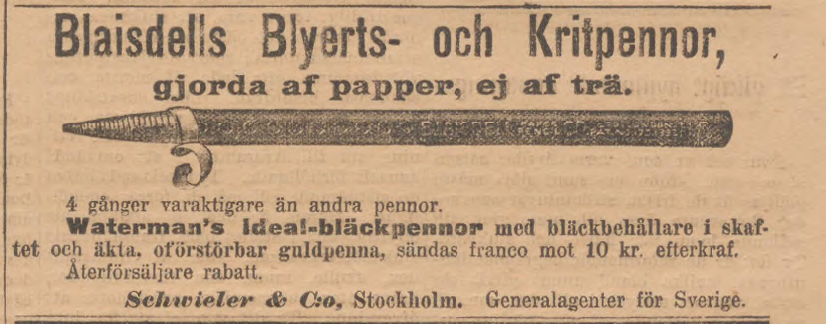 Blaisdells Blyerts- och Kritpennor,
gjorda af papper, ej af trä.
4 gånger varaktigare än andra pennor.
Waterman's Ideal-bläckpennor med bläckbehållare i skaf-
tet och äkta, oförstörbar guldpenna, sändas franco mot 10 kr. efterkraf.
Återförsäljare rabatt.
Schwieler & C:o, Stockholm. Generalagenter för Sverige.